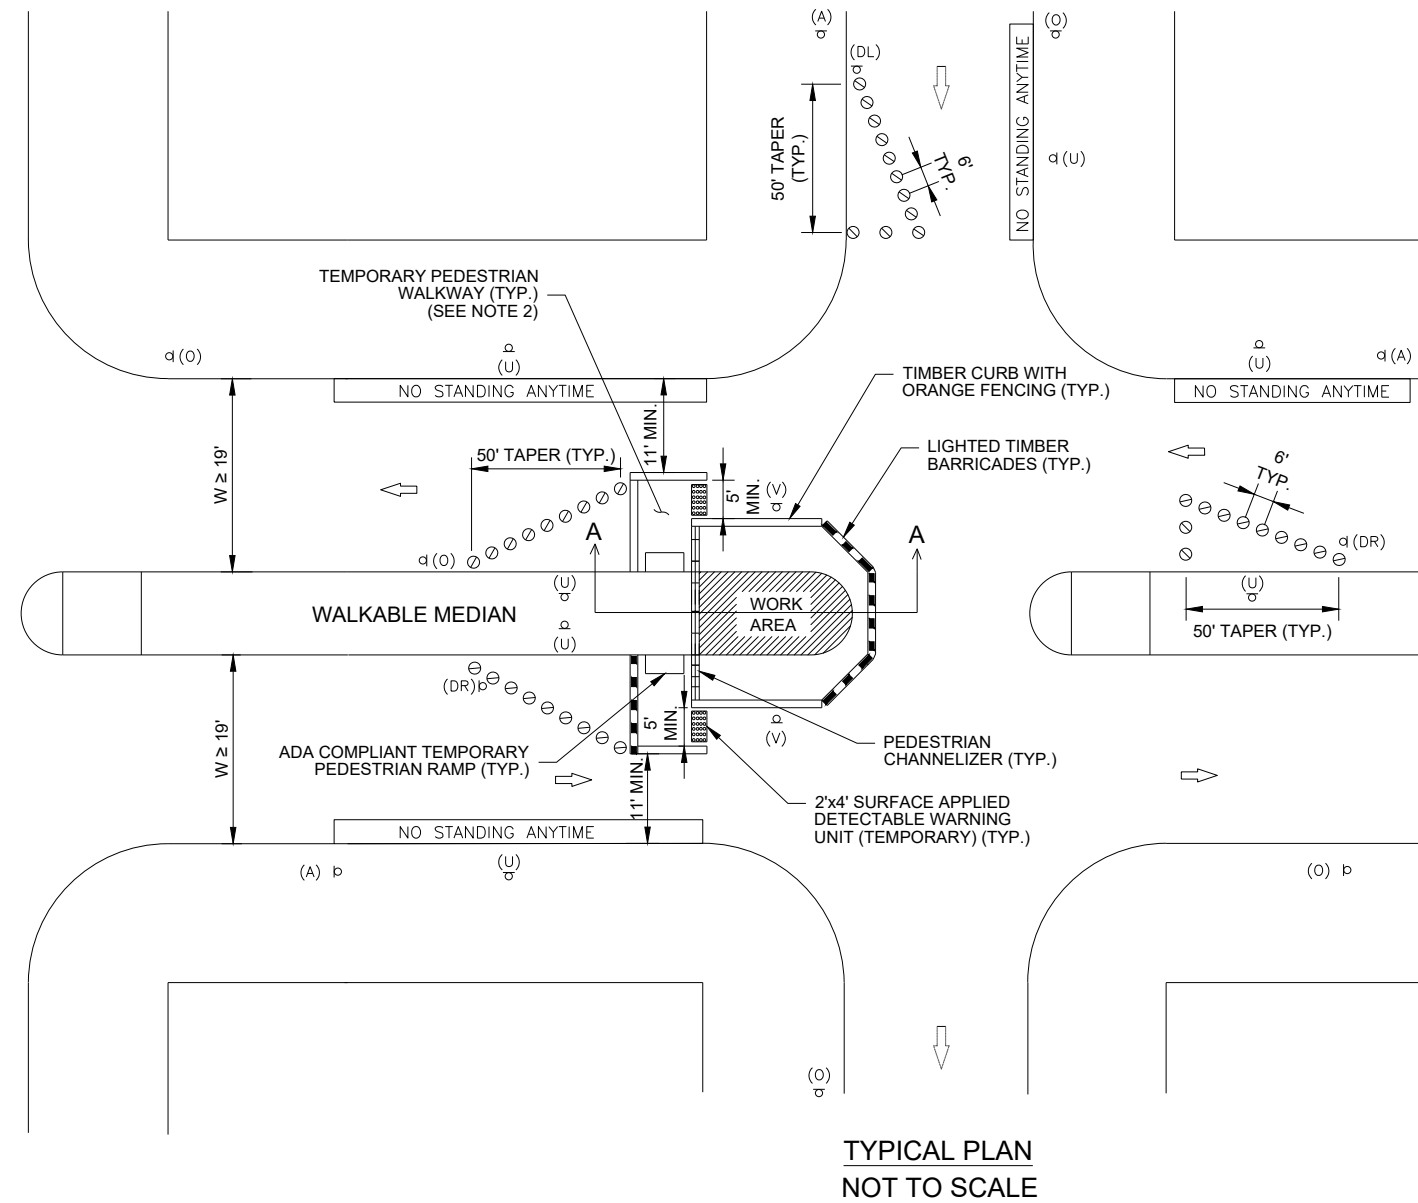 (A)
(O)
(DL)
50' TAPER
(TYP.)
6'
TYP.
NO STANDING ANYTIME
(U)
TEMPORARY PEDESTRIAN
WALKWAY (TYP.)
(SEE NOTE 2)
(O)
(U)
NO STANDING ANYTIME
TIMBER CURB WITH
ORANGE FENCING (TYP.)
(U)
(A)
NO STANDING ANYTIME
W ≥ 19'
50' TAPER (TYP.)
11' MIN.
5'
MIN.
(V)
LIGHTED TIMBER
BARRICADES (TYP.)
6'
TYP.
A
A
(O)
(DR)
(U)
(U)
WALKABLE MEDIAN
WORK
AREA
(U)
50' TAPER (TYP.)
(DR)
W ≥ 19'
ADA COMPLIANT TEMPORARY
PEDESTRIAN RAMP (TYP.)
5'
MIN.
11' MIN.
(V)
PEDESTRIAN
CHANNELIZER (TYP.)
2'x4' SURFACE APPLIED
DETECTABLE WARNING
UNIT (TEMPORARY) (TYP.)
NO STANDING ANYTIME
(A)
(U)
(O)
(O)
TYPICAL PLAN
NOT TO SCALE